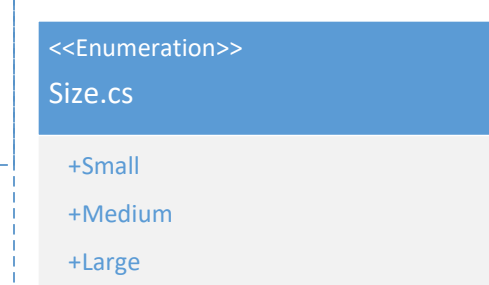 <<Enumeration>>
Size.cs
+Small
+Medium
+Large